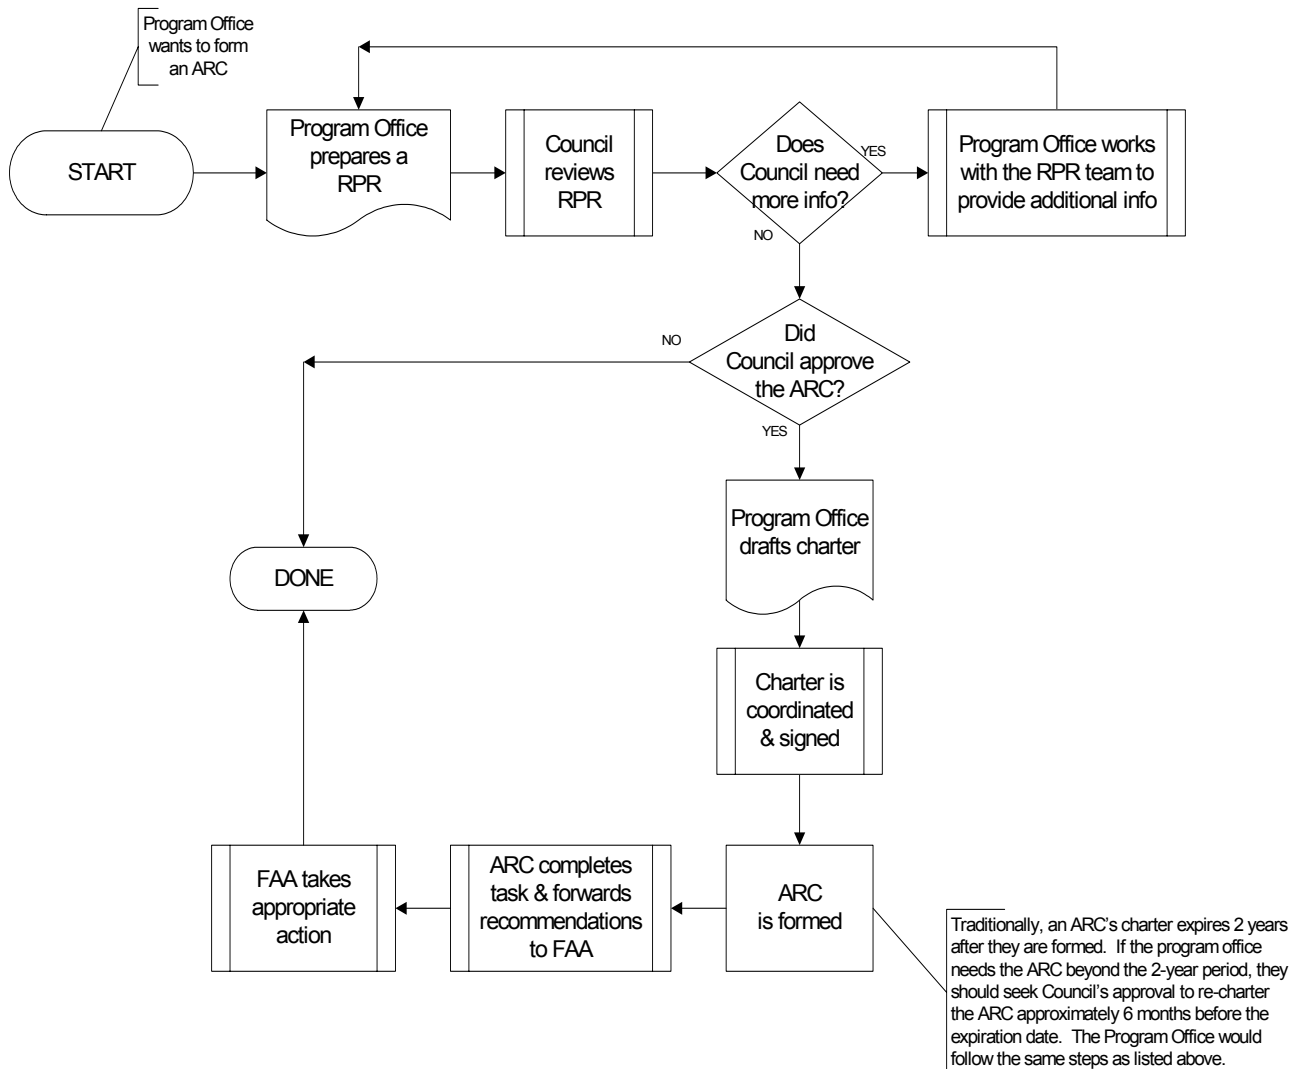 Program Office
wants to form
an ARC
START
Program Office
prepares a
RPR
Council
reviews
RPR
Does
Council need
more info?
YES
NO
Program Office works
with the RPR team to
provide additional info
Did
Council approve
the ARC?
NO
YES
Program Office
drafts charter
DONE
Charter is
coordinated
& signed
FAA takes
appropriate
action
ARC completes
task & forwards
recommendations
to FAA
ARC
is formed
Traditionally, an ARC’s charter expires 2 years
after they are formed.  If the program office
needs the ARC beyond the 2-year period, they
should seek Council’s approval to re-charter
the ARC approximately 6 months before the
expiration date.  The Program Office would
follow the same steps as listed above.